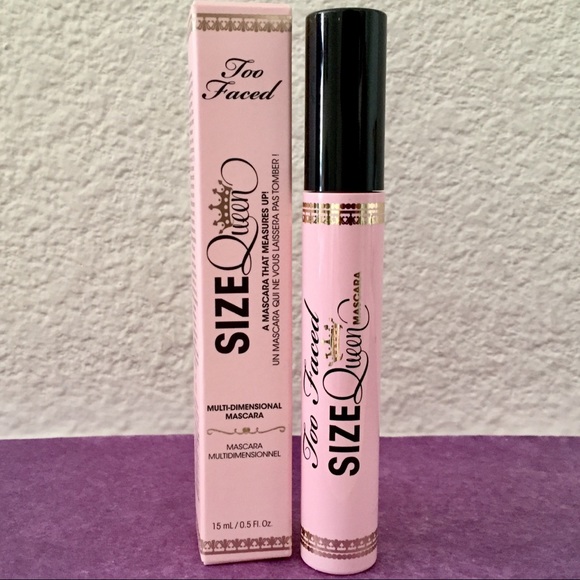 Too
Faced
SIZE
Queen
A MASCARA THAT MEASURES UP!
UN MASCARA QUI NE VOUS LAISSERA PAS TOMBER !
MULTI-DIMENSIONAL
MASCARA
MASCARA
MULTIDIMENSIONNEL
15 mL / 0.5 Fl. Oz.
Too Faced
SIZE
Queen
MASCARA